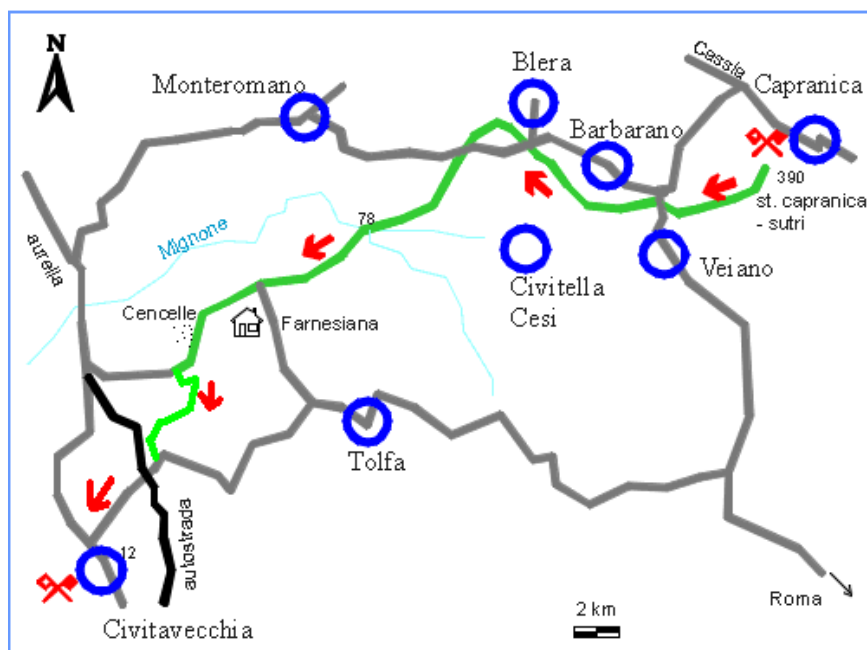 N
Monteromano
Blera
Cassia
Capranica
Barbarano
390
st. capranica
- sutri
78
Mignone
aurelia
Veiano
Civitella
Cesi
Cencelle
Farnesiana
Tolfa
autostrada
12
Civitavecchia
2 km
Roma